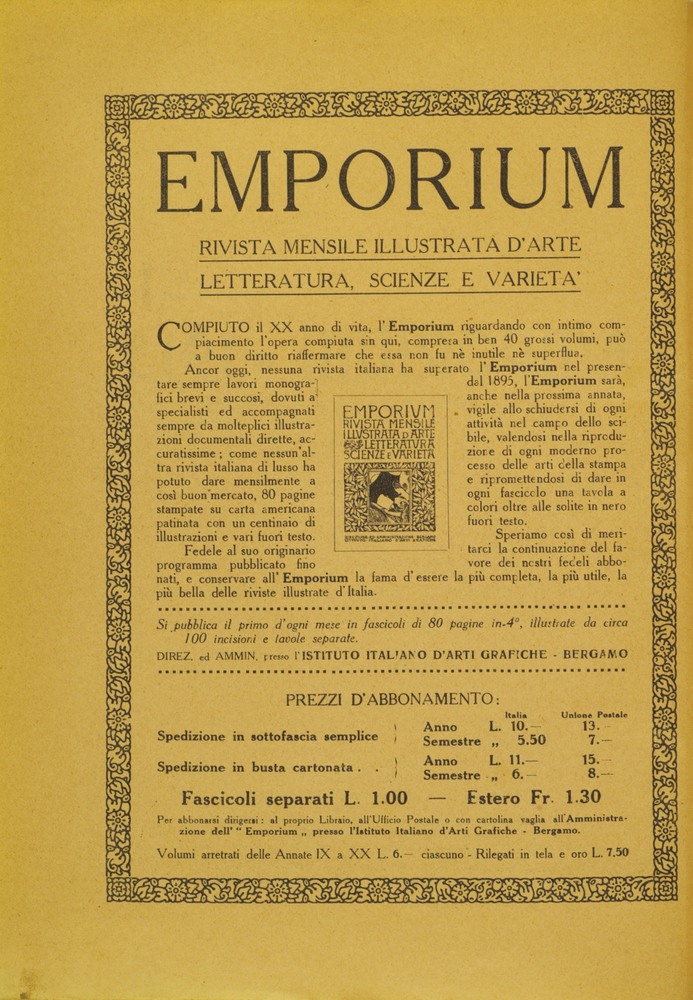 EMPORIUM
RIVISTA MENSILE ILLUSTRATA D'ARTE
LETTERATURA, SCIENZE E VARIETA'
COMPIUTO il XX anno di vita, l'Emporium riguardando con intimo com-
piacimento l'opera compiuta sin qui, compresa in ben 40 grossi volumi, può
a buon diritto riaffermare che essa non fu nè inutile nè superflua.
Ancor oggi, nessuna rivista italiana ha superato l'Emporium nel presen-
tare sempre lavori monogra-
fici brevi e succosi, dovuti a
specialisti ed accompagnati
sempre da molteplici illustra-
zioni documentali dirette, ac-
curatissime; come nessun'al-
tra rivista italiana di lusso ha
potuto dare mensilmente a
così buon mercato, 80 pagine
stampate su carta americana
patinata con un centinaio di
illustrazioni e vari fuori testo.
Fedele al suo originario
programma pubblicato fino
EMPORIVM
RIVISTA MENSILE
ILLVSTRATA D'ARTE
LETTERATVRA
SCIENZE E VARIETA
dal 1895, l'Emporium sarà,
anche nella prossima annata,
vigile allo schiudersi di ogni
attività nel campo dello sci-
bile, valendosi nella riprodu-
zione di ogni moderno pro-
cesso delle arti della stampa
e ripromettendosi di dare in
ogni fascicolo una tavola a
colori oltre alle solite in nero
fuori testo.
Speriamo così di meri-
tarci la continuazione del fa-
vore dei nostri fedeli abbo-
nati, e conservare all'Emporium la fama d'essere la più completa, la più utile, la
più bella delle riviste illustrate d'Italia.
Si pubblica il primo d'ogni mese in fascicoli di 80 pagine in-4°, illustrate da circa
100 incisioni e tavole separate.
DIREZ. ed AMMIN. presso l'ISTITUTO ITALIANO D'ARTI GRAFICHE - BERGAMO
PREZZI D'ABBONAMENTO:
Italia Unione Postale
Spedizione in sottofascia semplice Anno L. 10.— 13.—
Semestre „ 5.50 7.—
Spedizione in busta cartonata . . Anno L. 11.— 15.—
Semestre „ 6.— 8.—
Fascicoli separati L. 1.00 — Estero Fr. 1.30
Per abbonarsi dirigersi: al proprio Libraio, all'Ufficio Postale o con cartolina vaglia all'Amministra-
zione dell' " Emporium „ presso l'Istituto Italiano d'Arti Grafiche - Bergamo.
Volumi arretrati delle Annate IX a XX L. 6.— ciascuno - Rilegati in tela e oro L. 7.50